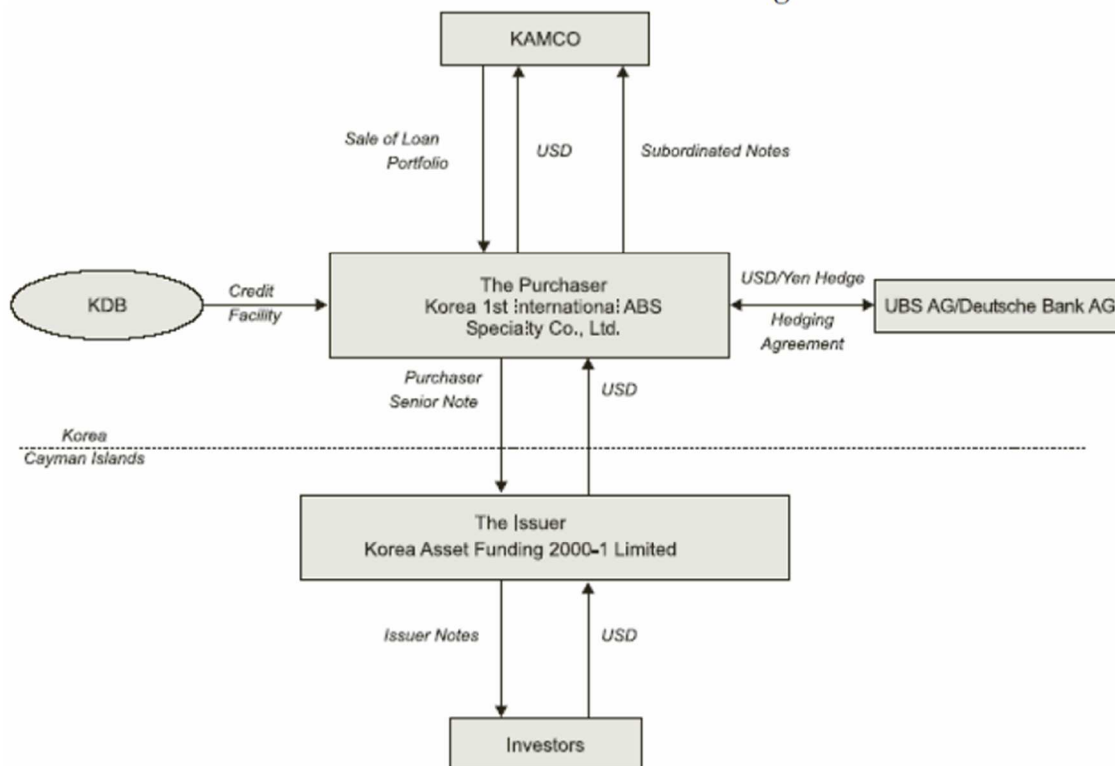 KAMCO
Sale of Loan
Portfolio
USD
Subordinated Notes
KDB
Credit
Facility
The Purchaser
Korea 1st International ABS
Specialty Co., Ltd.
USD/Yen Hedge
Hedging
Agreement
UBS AG/Deutsche Bank AG
Purchaser
Senior Note
USD
Korea
Cayman Islands
The Issuer
Korea Asset Funding 2000-1 Limited
Issuer Notes
USD
Investors